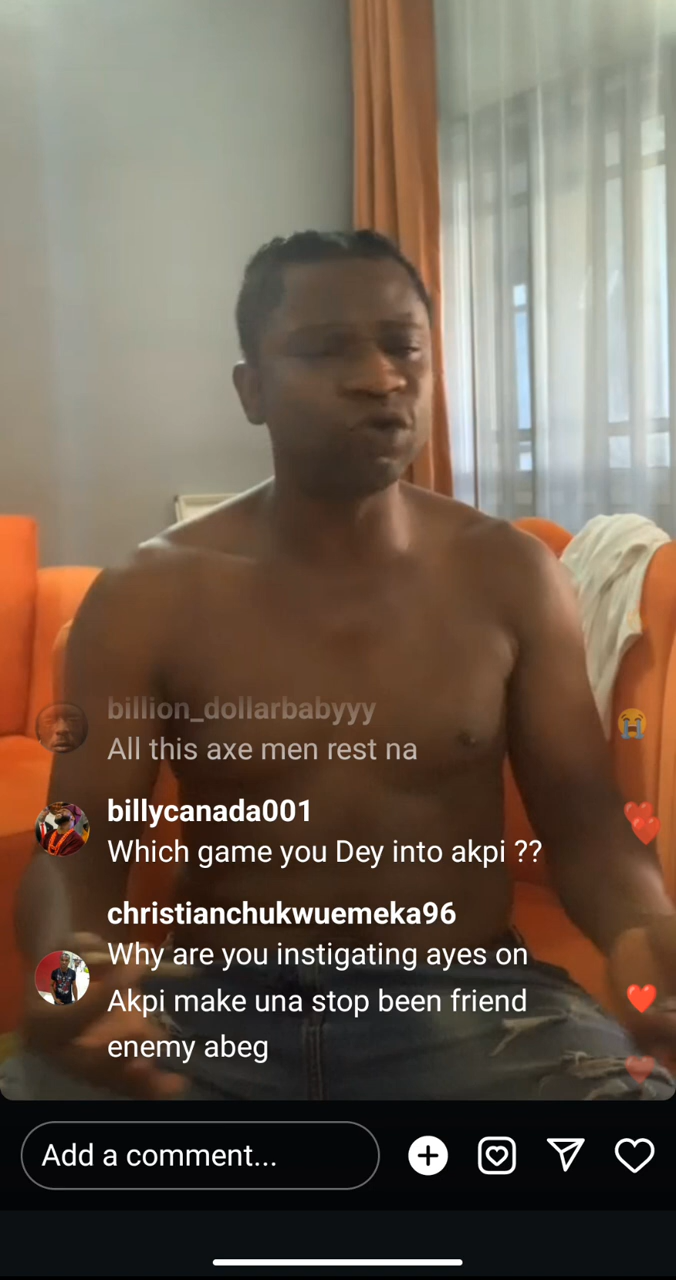 billion_dollarbabyyy
All this axe men rest na
billycanada001
Which game you Dey into akpi ??
christianchukwuemeka96
Why are you instigating ayes on
Akpi make una stop been friend
enemy abeg
Add a comment...